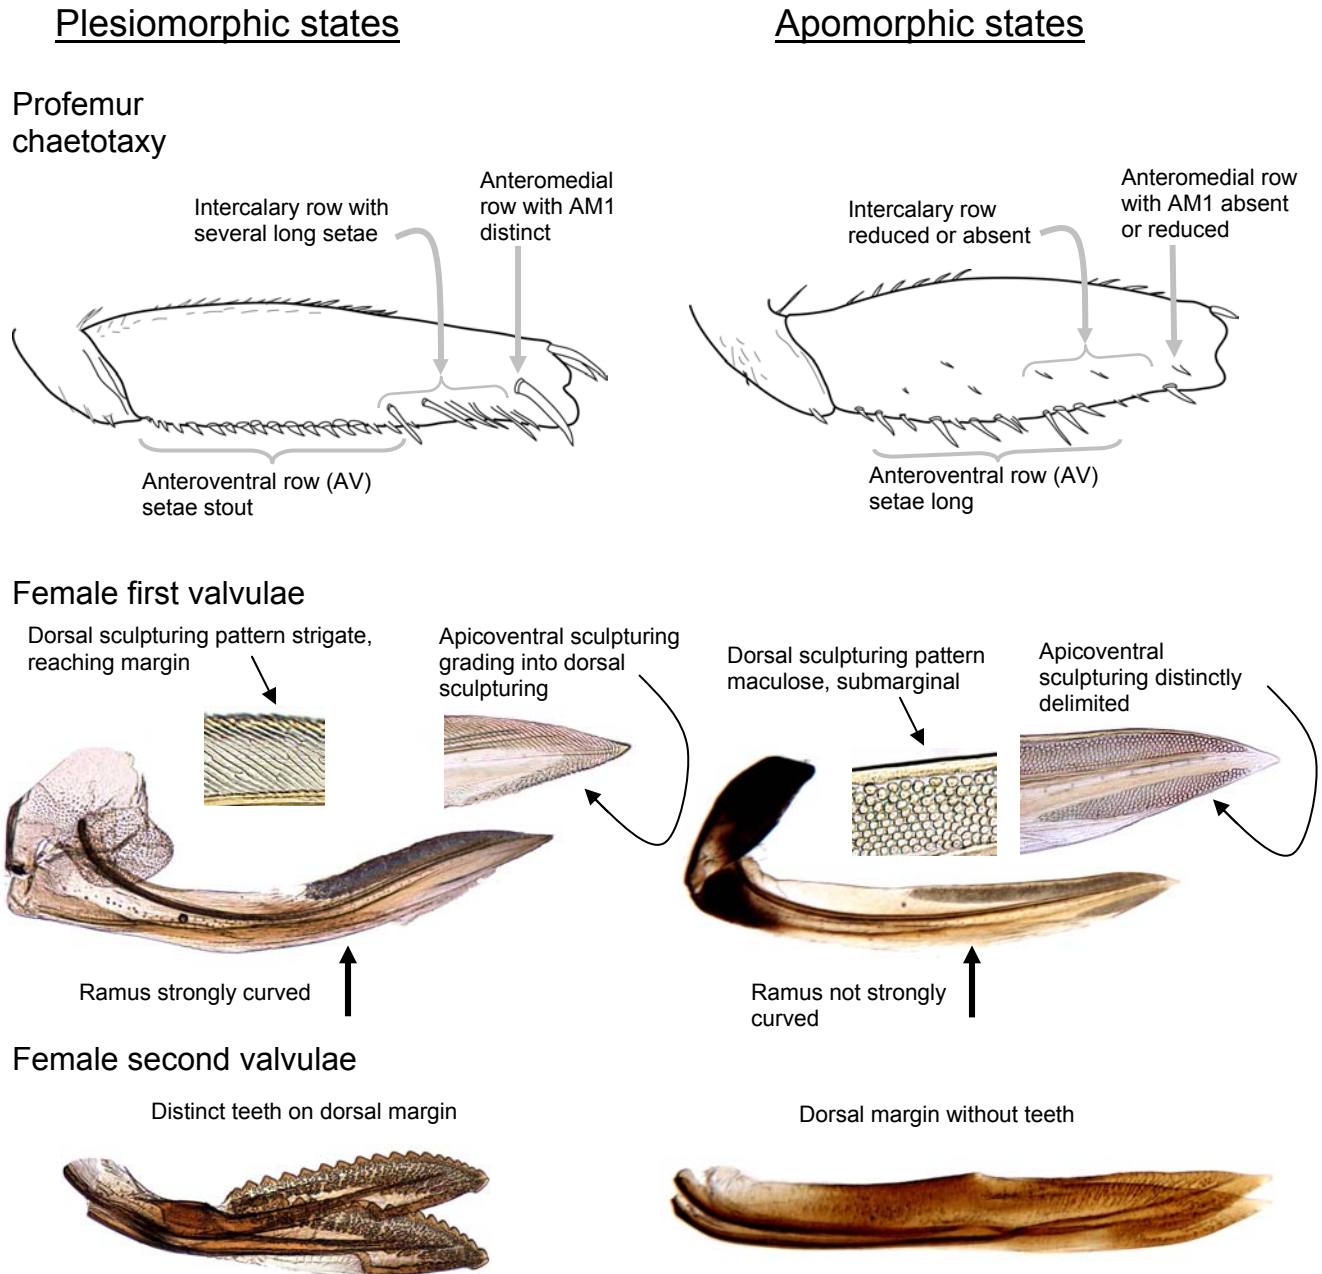 Plesiomorphic states
Apomorphic states
Profemur
chaetotaxy
Intercalary row with
several long setae
Anteromedial
row with AM1
distinct
Intercalary row
reduced or absent
Anteromedial row
with AM1 absent
or reduced
Anteroventral row (AV)
setae stout
Anteroventral row (AV)
setae long
Female first valvulae
Dorsal sculpturing pattern strigate,
reaching margin
Apicoventral sculpturing
grading into dorsal
sculpturing
Dorsal sculpturing pattern
maculose, submarginal
Apicoventral
sculpturing distinctly
delimited
Ramus strongly curved
Ramus not strongly
curved
Female second valvulae
Distinct teeth on dorsal margin
Dorsal margin without teeth